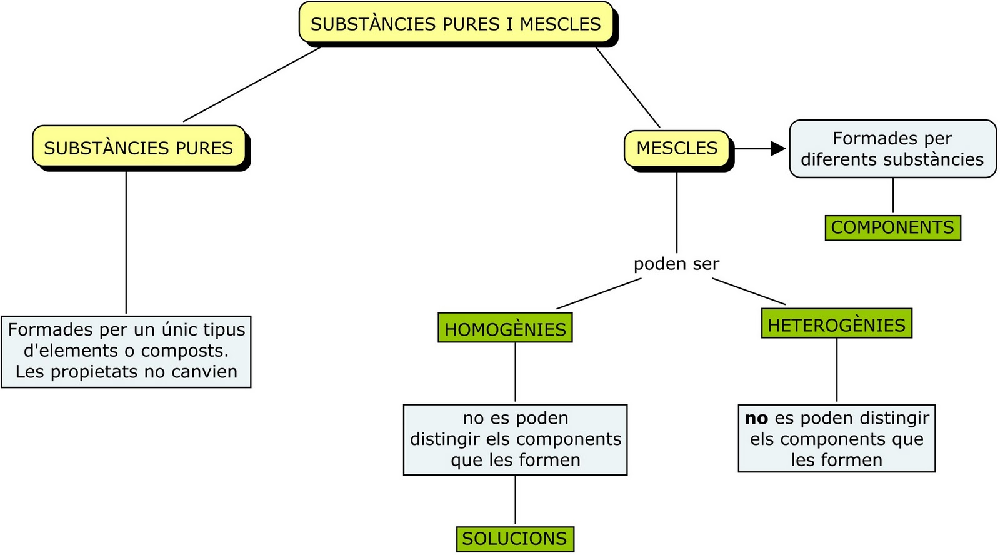 SUBSTÀNCIES PURES I MESCLES
SUBSTÀNCIES PURES
MESCLES
Formades per
diferents substàncies
COMPONENTS
poden ser
HOMOGÈNIES
HETEROGÈNIES
Formades per un únic tipus
d'elements o composts.
Les propietats no canvien
no es poden
distingir els components
que les formen
no es poden distingir
els components que
les formen
SOLUCIONS